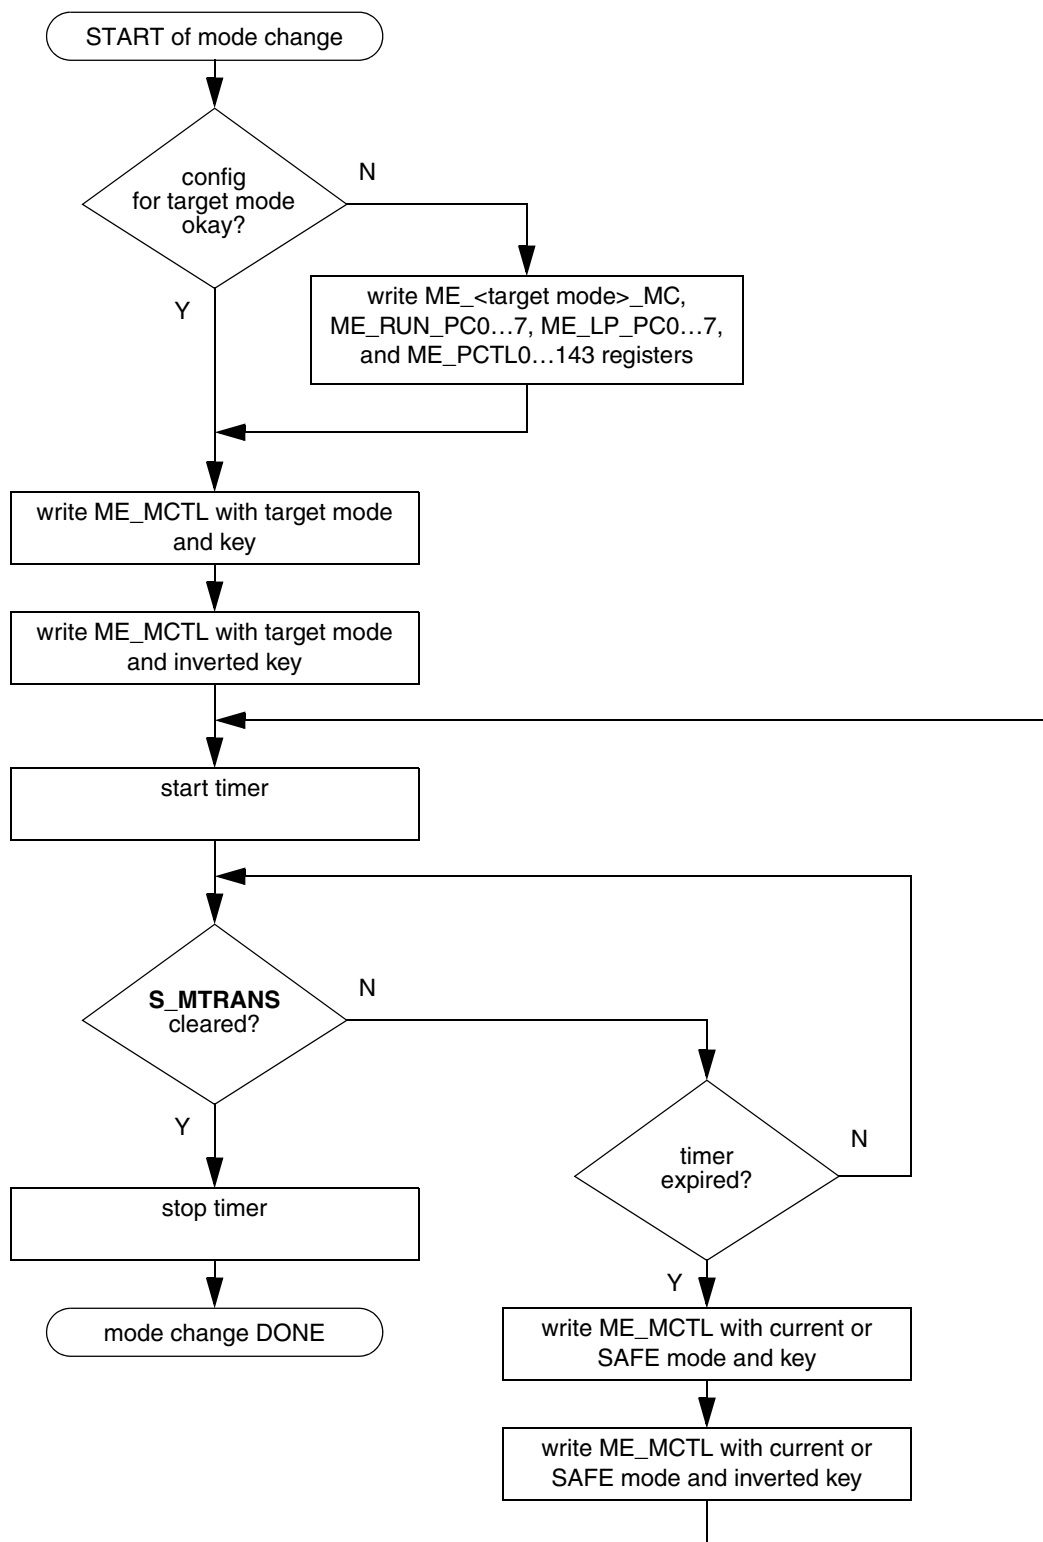 START of mode change
config
for target mode
okay?
N
Y
write ME_<target mode>_MC,
ME_RUN_PC0…7, ME_LP_PC0…7,
and ME_PCTL0…143 registers
write ME_MCTL with target mode
and key
write ME_MCTL with target mode
and inverted key
start timer
S_MTRANS
cleared?
N
Y
timer
expired?
N
Y
stop timer
mode change DONE
write ME_MCTL with current or
SAFE mode and key
write ME_MCTL with current or
SAFE mode and inverted key